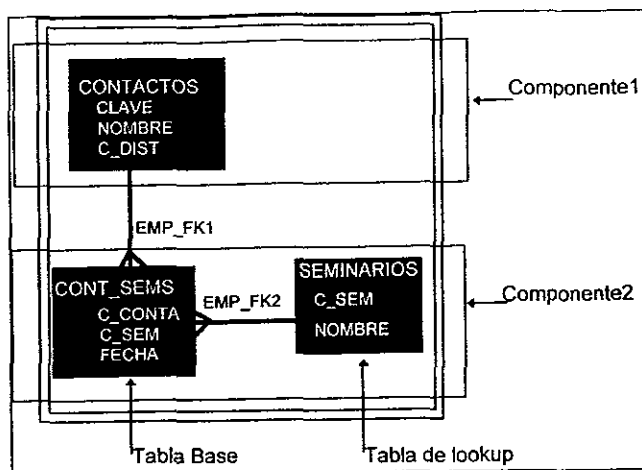 CONTACTOS
CLAVE
NOMBRE
C_DIST
Componente1
EMP_FK1
CONT_SEMS
C_CONTA
C_SEM
FECHA
EMP_FK2
SEMINARIOS
C_SEM
NOMBRE
Componente2
Tabla Base
Tabla de lookup